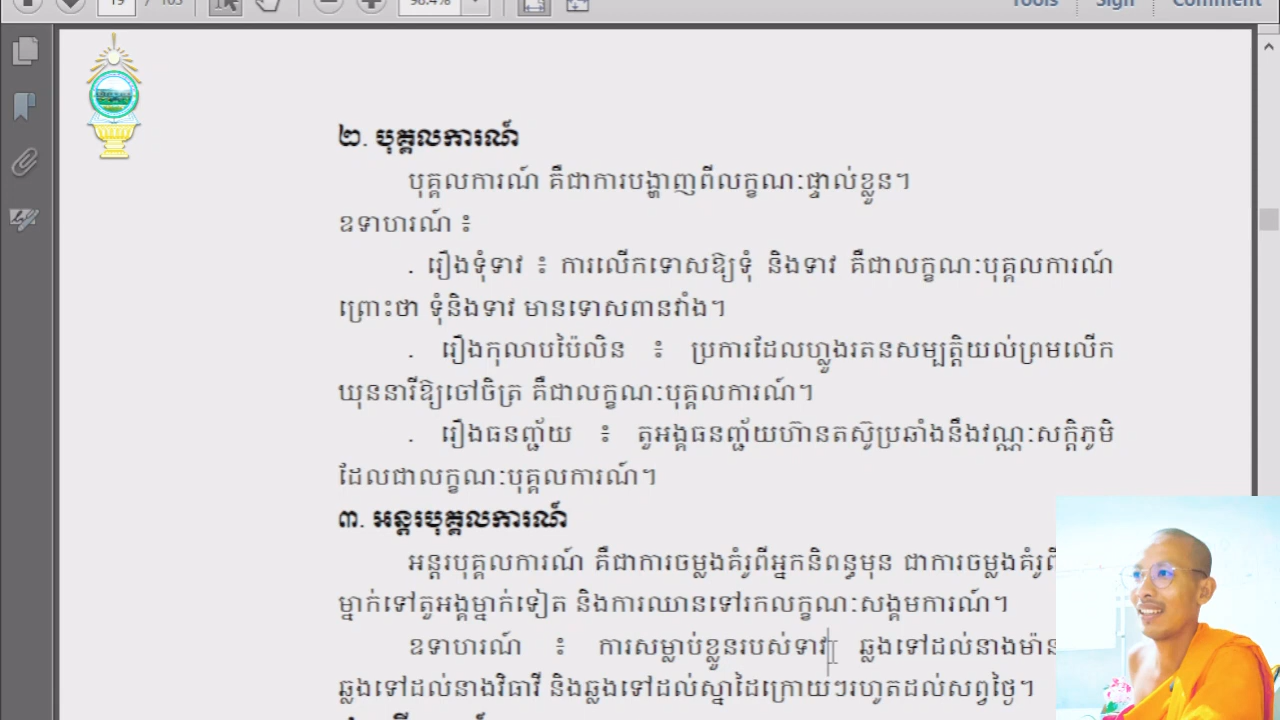 19 / 103 96.4% Tools Sign Comment
២. បុគ្គលការណ៍
បុគ្គលការណ៍ គឺជាការបង្ហាញពីលក្ខណៈផ្ទាល់ខ្លួន។
ឧទាហរណ៍ ៖
. រឿងទុំទាវ ៖ ការលើកទោសឱ្យទុំ និងទាវ គឺជាលក្ខណៈបុគ្គលការណ៍
ព្រោះថា ទុំនិងទាវ មានទោសពានវាំង។
. រឿងកុលាបប៉ៃលិន ៖ ប្រការដែលហ្លួងរតនសម្បត្តិយល់ព្រមលើក
ឃុននារីឱ្យចៅចិត្រ គឺជាលក្ខណៈបុគ្គលការណ៍។
. រឿងធនញ្ជ័យ ៖ តួអង្គធនញ្ជ័យហ៊ានតស៊ូប្រឆាំងនឹងវណ្ណៈសក្តិភូមិ
ដែលជាលក្ខណៈបុគ្គលការណ៍។
៣. អន្តរបុគ្គលការណ៍
អន្តរបុគ្គលការណ៍ គឺជាការចម្លងគំរូពីអ្នកនិពន្ធមុន ជាការចម្លងគំរូពី
ម្នាក់ទៅតួអង្គម្នាក់ទៀត និងការឈានទៅរកលក្ខណៈសង្គមការណ៍។
ឧទាហរណ៍ ៖ ការសម្លាប់ខ្លួនរបស់ទាវ ឆ្លងទៅដល់នាងម៉ាន
ឆ្លងទៅដល់នាងវិធាវី និងឆ្លងទៅដល់ស្នាដៃក្រោយៗរហូតដល់សព្វថ្ងៃ។